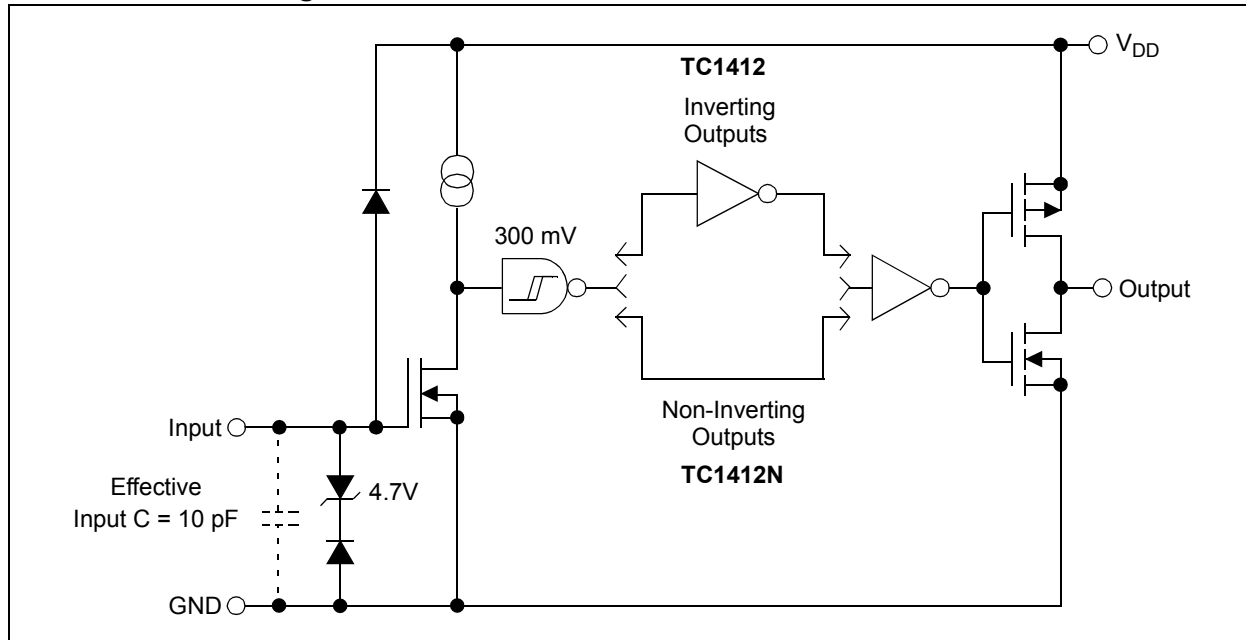 V_DD
TC1412
Inverting
Outputs
300 mV
Output
Input
Non-Inverting
Outputs
TC1412N
4.7V
Effective
Input C = 10 pF
GND